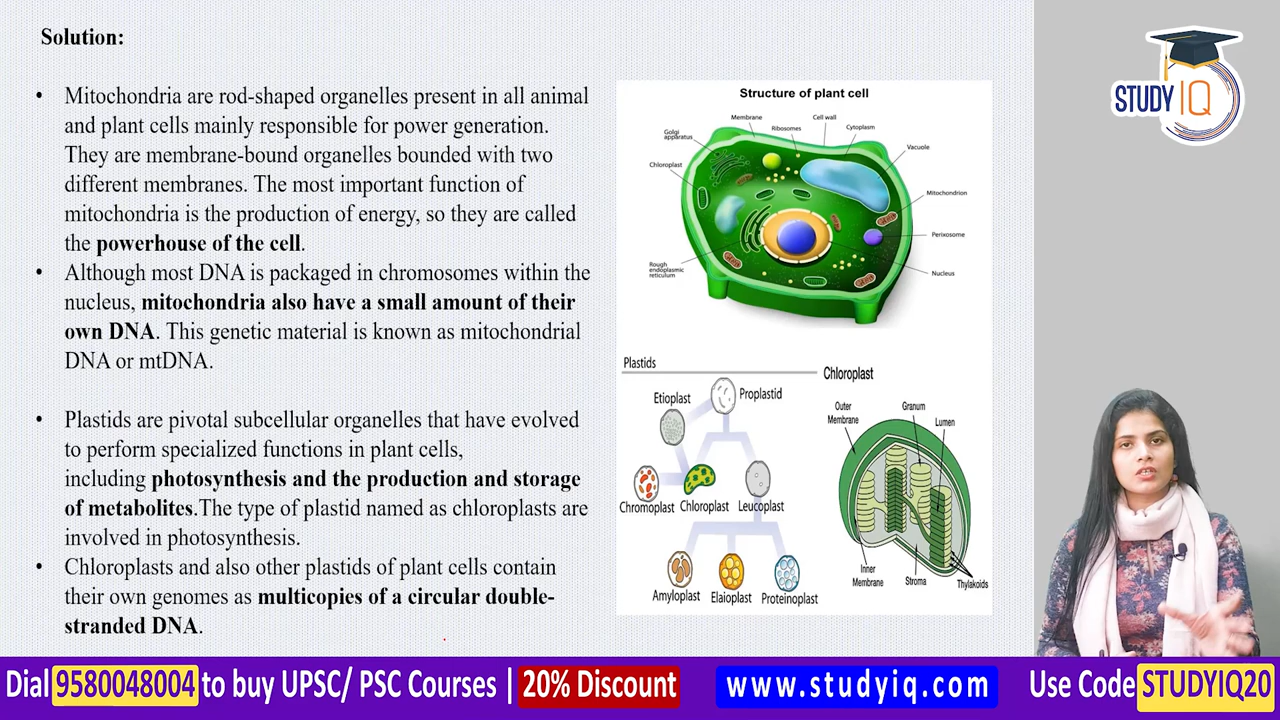 Solution:
• Mitochondria are rod-shaped organelles present in all animal
and plant cells mainly responsible for power generation.
They are membrane-bound organelles bounded with two
different membranes. The most important function of
mitochondria is the production of energy, so they are called
the powerhouse of the cell.
• Although most DNA is packaged in chromosomes within the
nucleus, mitochondria also have a small amount of their
own DNA. This genetic material is known as mitochondrial
DNA or mtDNA.
• Plastids are pivotal subcellular organelles that have evolved
to perform specialized functions in plant cells,
including photosynthesis and the production and storage
of metabolites.The type of plastid named as chloroplasts are
involved in photosynthesis.
• Chloroplasts and also other plastids of plant cells contain
their own genomes as multicopies of a circular double-
stranded DNA.
Structure of plant cell
Membrane
Cell wall
Golgi
apparatus
Ribosomes
Cytoplasm
Vacuole
Chloroplast
Mitochondrion
Perixosome
Rough
endoplasmic
reticulum
Nucleus
Plastids
Etioplast
Proplastid
Chromoplast
Chloroplast
Leucoplast
Amyloplast
Elaioplast
Proteinoplast
Chloroplast
Outer
Membrane
Granum
Lumen
Inner
Membrane
Stroma
Thylakoids
STUDY IQ
Dial 9580048004 to buy UPSC/ PSC Courses | 20% Discount
www.studyiq.com
Use Code STUDYIQ20